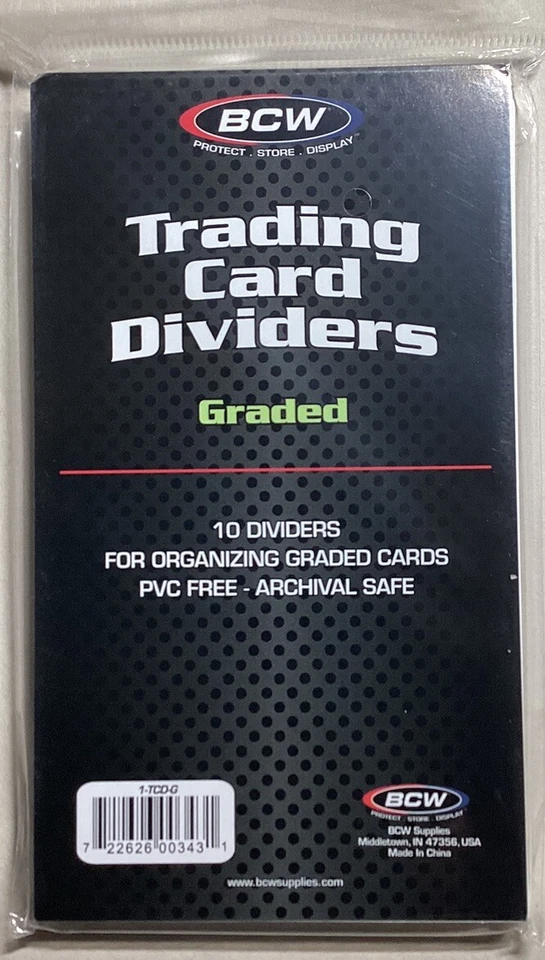 BCW
PROTECT . STORE . DISPLAY™
Trading
Card
Dividers
Graded
10 DIVIDERS
FOR ORGANIZING GRADED CARDS
PVC FREE - ARCHIVAL SAFE
1-TCD-G
7 22626 00343 1
BCW
PROTECT . STORE . DISPLAY
BCW Supplies
Middletown, IN 47356, USA
Made In China
www.bcwsupplies.com